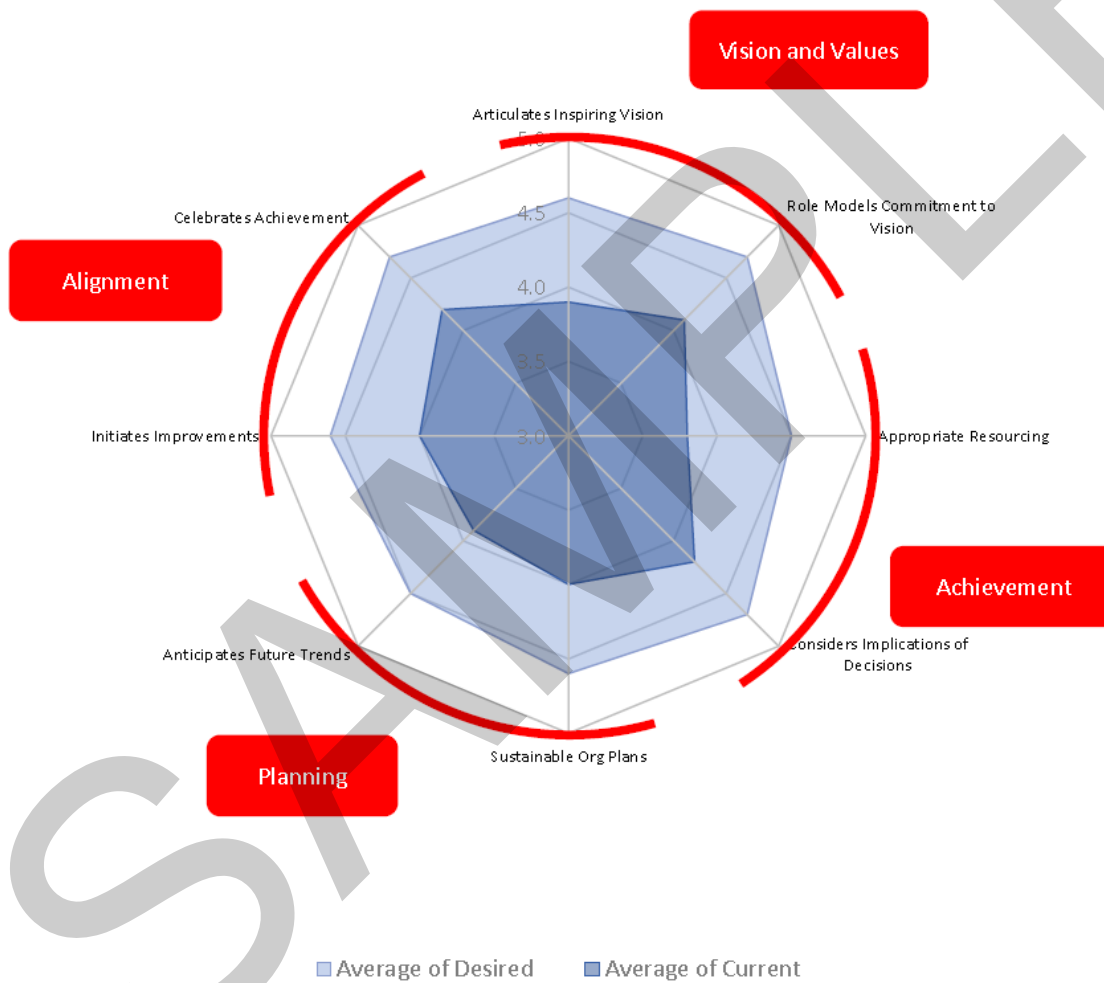 Vision and Values
Articulates Inspiring Vision
5.0
Celebrates Achievement
Role Models Commitment to
Vision
4.5
Alignment
4.0
3.5
Initiates Improvements
3.0
Appropriate Resourcing
Achievement
Considers Implications of
Decisions
Anticipates Future Trends
Sustainable Org Plans
Planning
Average of Desired
Average of Current
SAMPLE